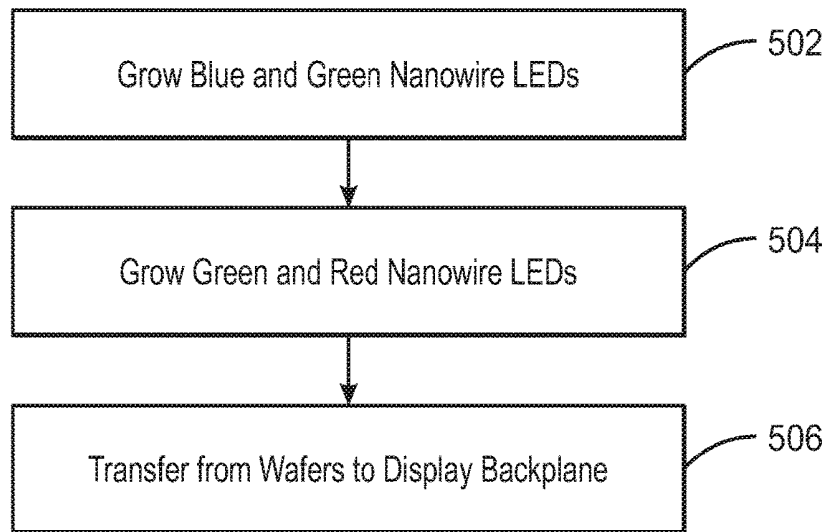 Grow Blue and Green Nanowire LEDs
502
Grow Green and Red Nanowire LEDs
504
Transfer from Wafers to Display Backplane
506